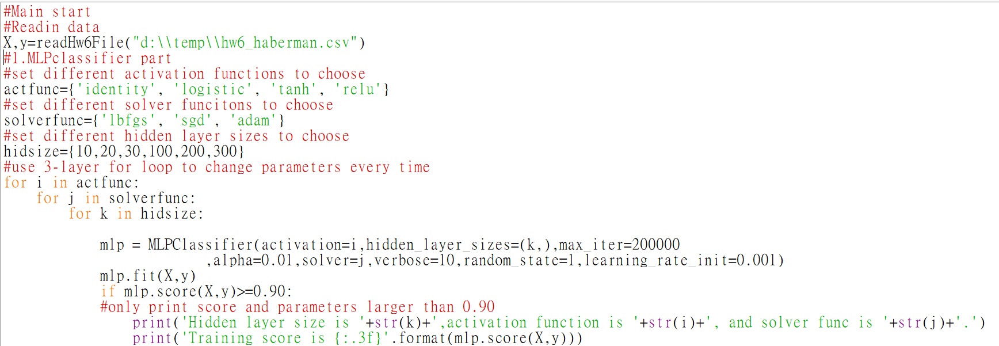 #Main start
#Readin data
X,y=readHw6File("d:\\temp\\hw6_haberman.csv")
#1.MLPclassifier part
#set different activation functions to choose
actfunc={'identity', 'logistic', 'tanh', 'relu'}
#set different solver funcitons to choose
solverfunc={'lbfgs', 'sgd', 'adam'}
#set different hidden layer sizes to choose
hidsize={10,20,30,100,200,300}
#use 3-layer for loop to change parameters every time
for i in actfunc:
    for j in solverfunc:
        for k in hidsize:
            mlp = MLPClassifier(activation=i,hidden_layer_sizes=(k,),max_iter=200000
                         ,alpha=0.01,solver=j,verbose=10,random_state=1,learning_rate_init=0.001)
            mlp.fit(X,y)
            if mlp.score(X,y)>=0.90:
            #only print score and parameters larger than 0.90
                print('Hidden layer size is '+str(k)+',activation function is '+str(i)+', and solver func is '+str(j)+'.')
                print('Training score is {:.3f}'.format(mlp.score(X,y)))